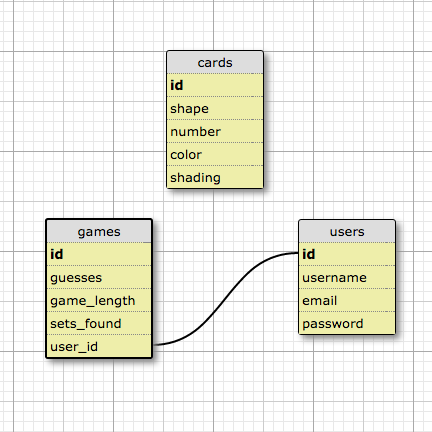 cards
id
shape
number
color
shading
games
id
guesses
game_length
sets_found
user_id
users
id
username
email
password